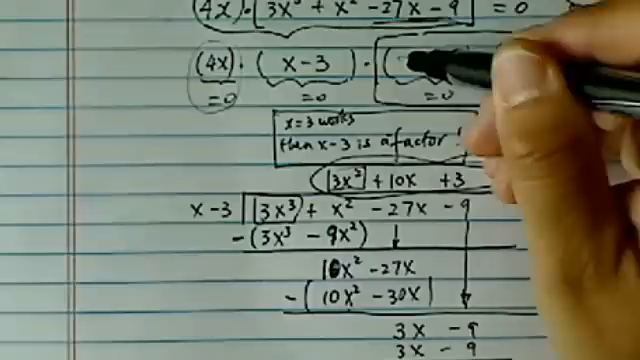 (4x) · [3x³ + x² - 27x - 9] = 0
(4x) · (x-3) · (
=0 =0 =0
x=3 works
then x-3 is a factor!
(3x² + 10x + 3
x-3 3x³ + x² - 27x - 9
-(3x³ - 9x²)
10x² - 27x
-(10x² - 30x)
3x - 9
3x - 9